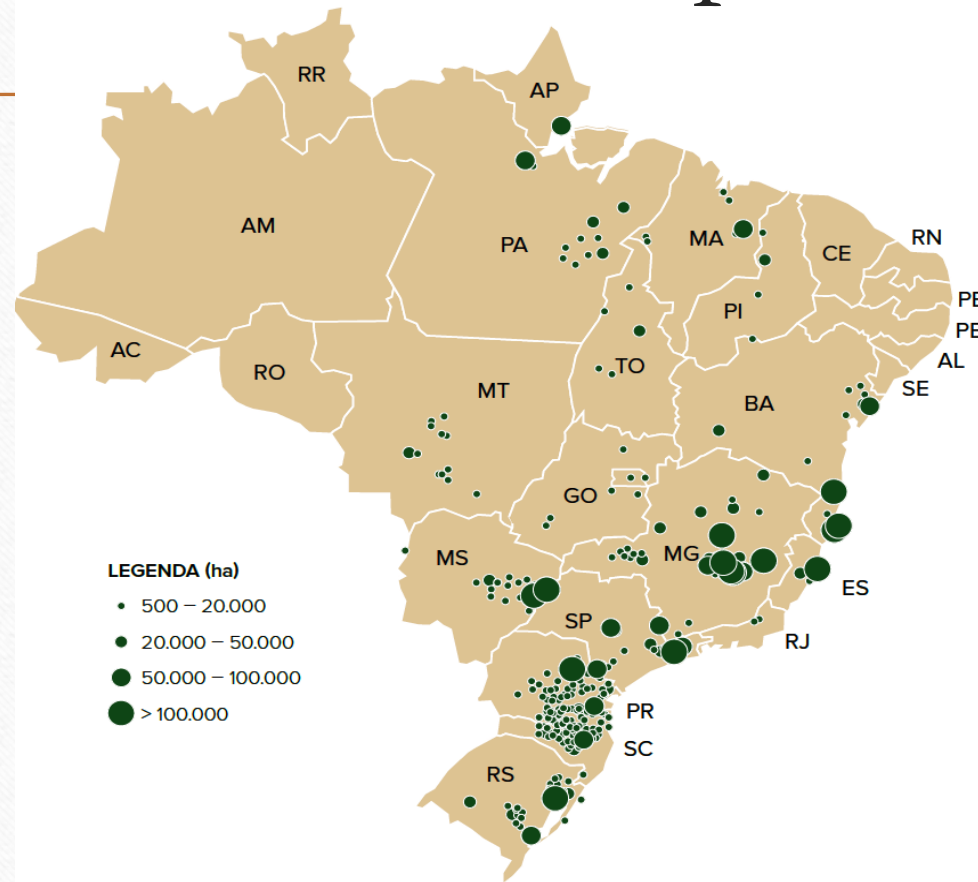 RR
AP
AM
PA
MA
CE
RN
PI
AC
RO
TO
AL
SE
MT
BA
GO
MS
MG
ES
LEGENDA (ha)
500 – 20.000
20.000 – 50.000
50.000 – 100.000
> 100.000
SP
RJ
PR
SC
RS